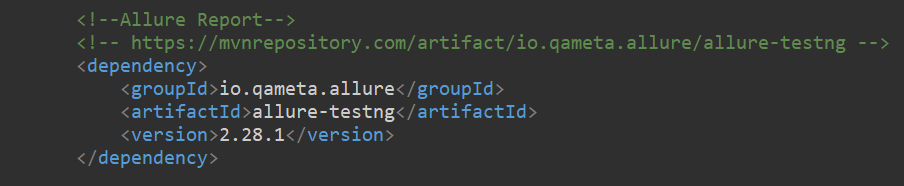 <!--Allure Report-->
<!-- https://mvnrepository.com/artifact/io.qameta.allure/allure-testng -->
<dependency>
<groupId>io.qameta.allure</groupId>
<artifactId>allure-testng</artifactId>
<version>2.28.1</version>
</dependency>